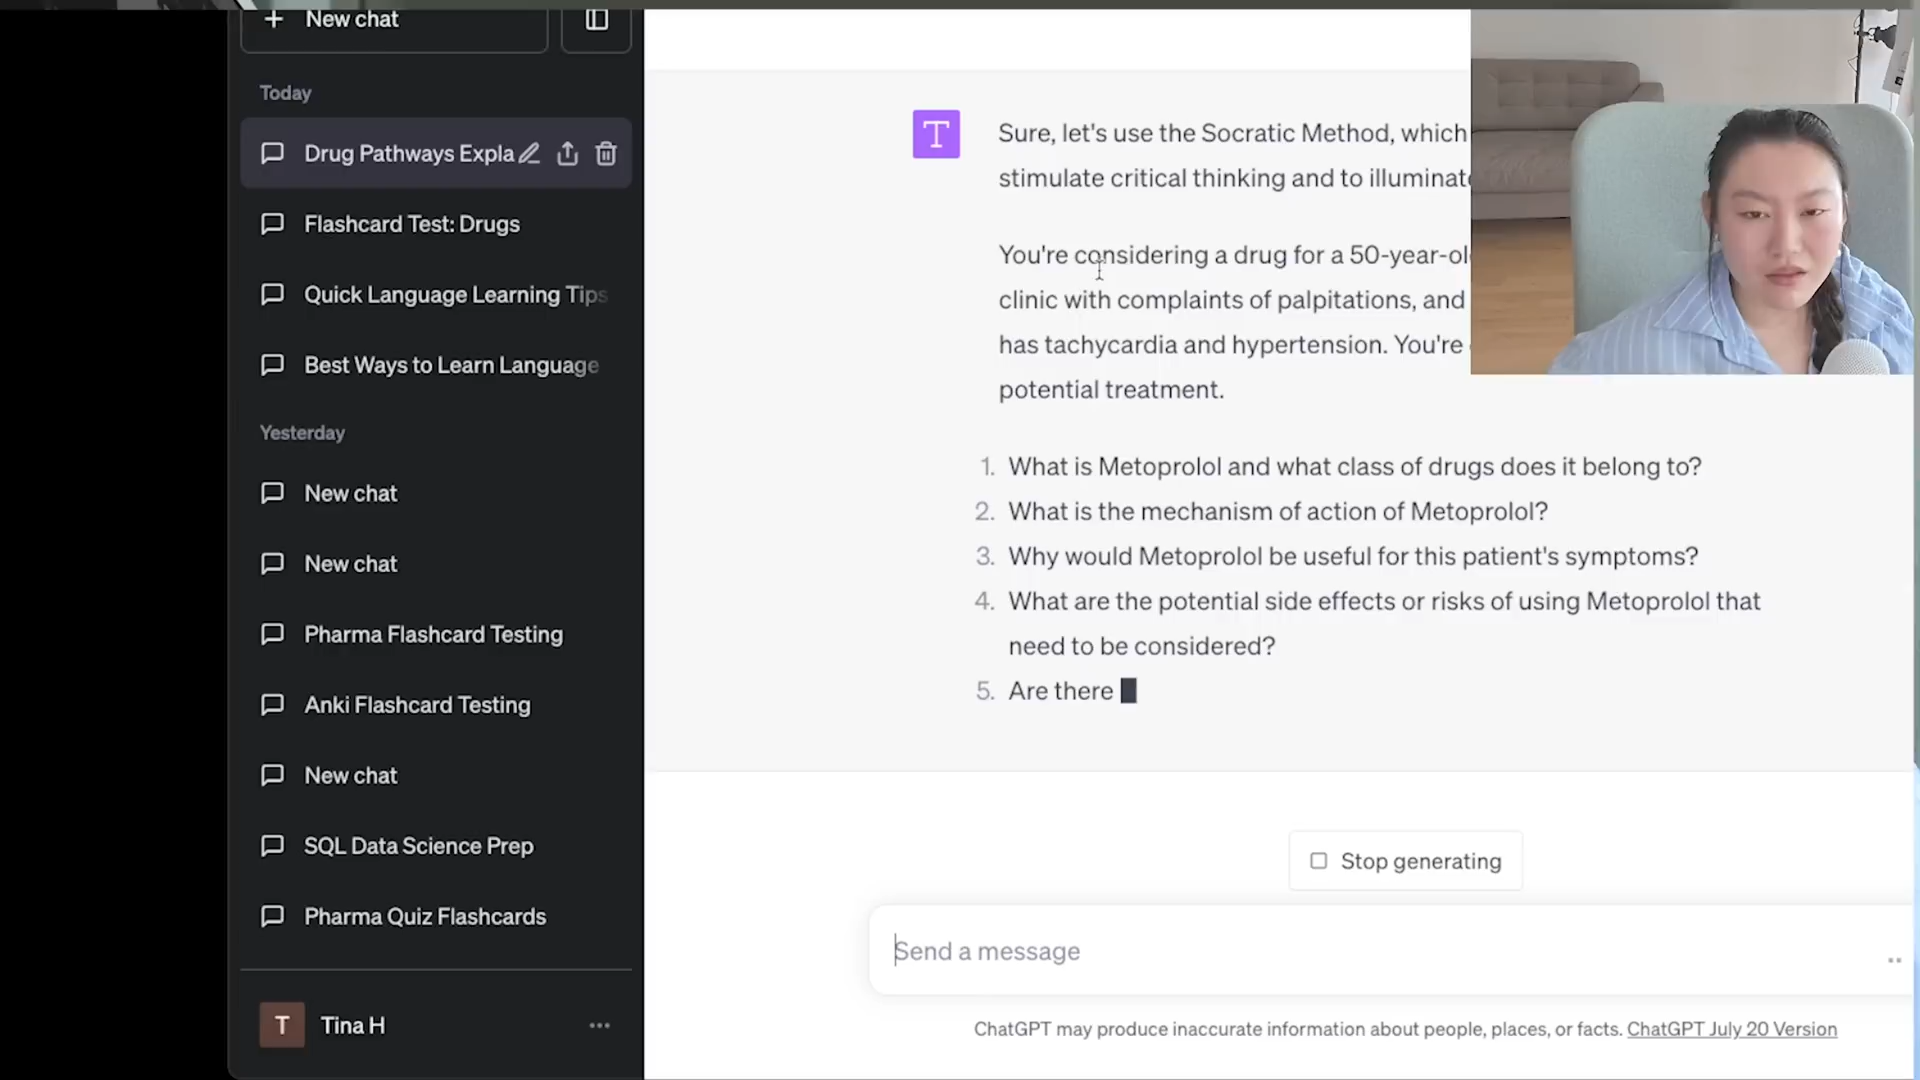 New chat
Today
Drug Pathways Expla
Flashcard Test: Drugs
Quick Language Learning Tips
Best Ways to Learn Language
Yesterday
New chat
New chat
Pharma Flashcard Testing
Anki Flashcard Testing
New chat
SQL Data Science Prep
Pharma Quiz Flashcards
T
Tina H
T
Sure, let's use the Socratic Method, which
stimulate critical thinking and to illuminate
You're considering a drug for a 50-year-old
clinic with complaints of palpitations, and
has tachycardia and hypertension. You're
potential treatment.
1. What is Metoprolol and what class of drugs does it belong to?
2. What is the mechanism of action of Metoprolol?
3. Why would Metoprolol be useful for this patient's symptoms?
4. What are the potential side effects or risks of using Metoprolol that
need to be considered?
5. Are there
Stop generating
Send a message
ChatGPT may produce inaccurate information about people, places, or facts. ChatGPT July 20 Version